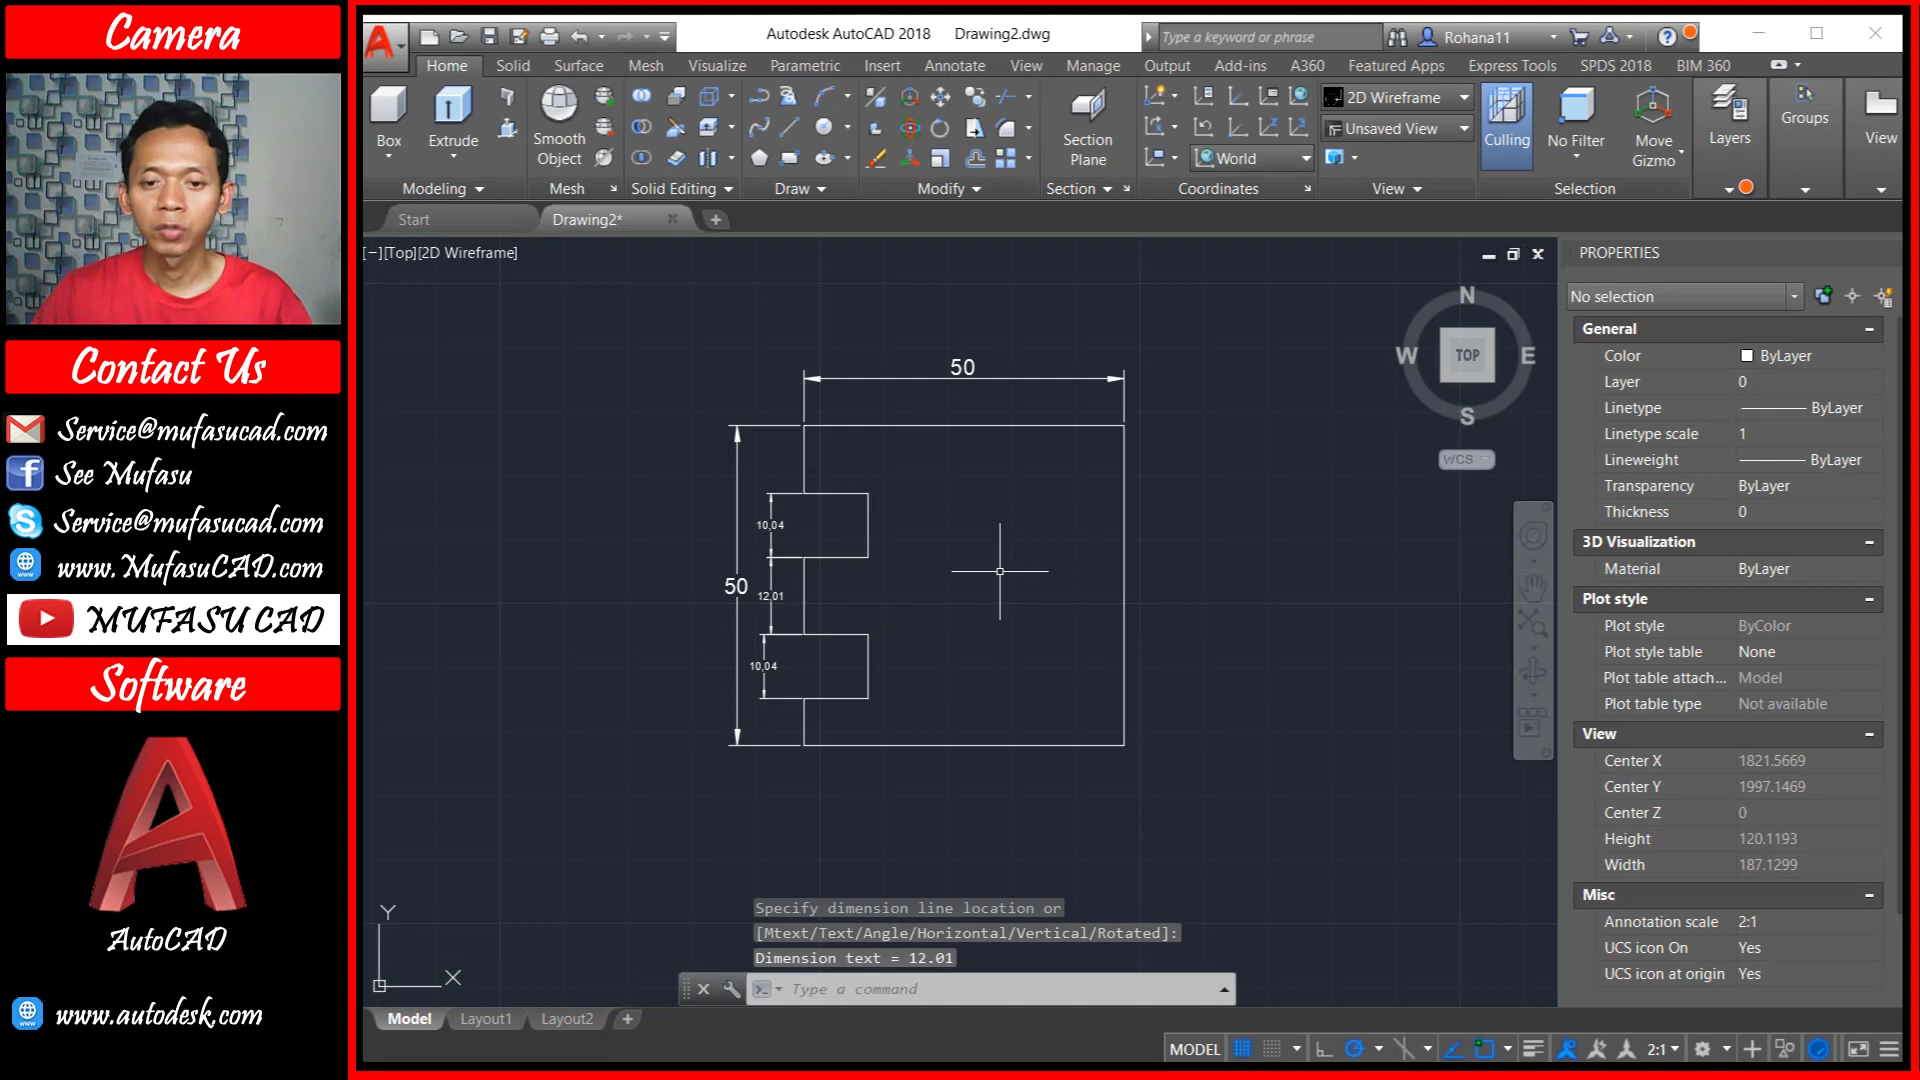 Camera
Contact Us
Service@mufasucad.com
See Mufasu
Service@mufasucad.com
www.MufasuCAD.com
MUFASU CAD
Software
AutoCAD
www.autodesk.com
Autodesk AutoCAD 2018 Drawing2.dwg
Type a keyword or phrase
Rohana11
Home Solid Surface Mesh Visualize Parametric Insert Annotate View Manage Output Add-ins A360 Featured Apps Express Tools SPDS 2018 BIM 360
Box
Extrude
Smooth
Object
Section
Plane
2D Wireframe
Unsaved View
World
Culling
No Filter
Move
Gizmo
Layers
Groups
View
Modeling Mesh Solid Editing Draw Modify Section Coordinates View Selection
Start Drawing2*
[−][Top][2D Wireframe]
N
W TOP E
S
WCS
50
10,04
50
12,01
10,04
Y
X
Specify dimension line location or
[Mtext/Text/Angle/Horizontal/Vertical/Rotated]:
Dimension text = 12.01
Type a command
Model Layout1 Layout2
MODEL 2:1
PROPERTIES
No selection
General
Color ByLayer
Layer 0
Linetype ByLayer
Linetype scale 1
Lineweight ByLayer
Transparency ByLayer
Thickness 0
3D Visualization
Material ByLayer
Plot style
Plot style ByColor
Plot style table None
Plot table attach... Model
Plot table type Not available
View
Center X 1821.5669
Center Y 1997.1469
Center Z 0
Height 120.1193
Width 187.1299
Misc
Annotation scale 2:1
UCS icon On Yes
UCS icon at origin Yes